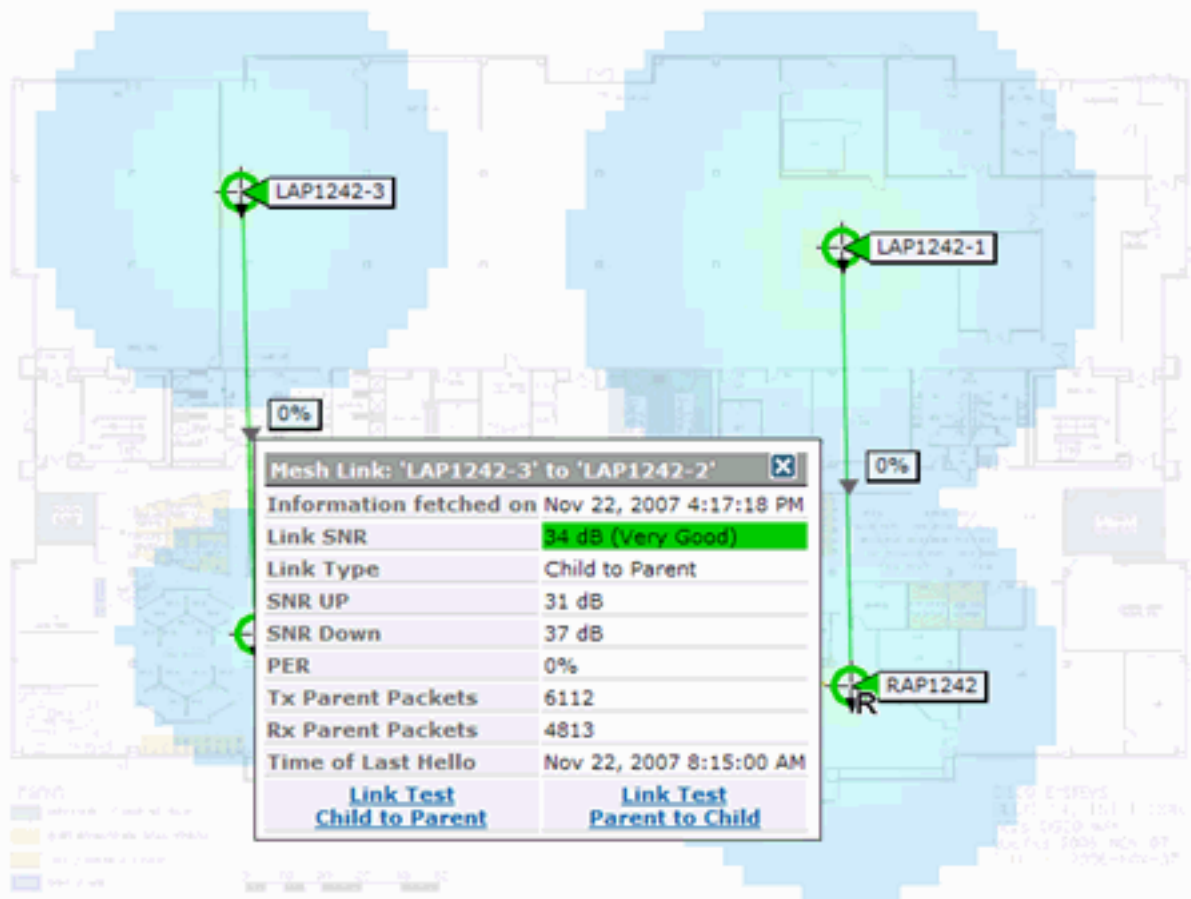 LAP1242-3
LAP1242-1
0%
0%
Mesh Link: 'LAP1242-3' to 'LAP1242-2'
Information fetched on Nov 22, 2007 4:17:18 PM
Link SNR 34 dB (Very Good)
Link Type Child to Parent
SNR UP 31 dB
SNR Down 37 dB
PER 0%
Tx Parent Packets 6112
Rx Parent Packets 4813
Time of Last Hello Nov 22, 2007 8:15:00 AM
Link Test Child to Parent
Link Test Parent to Child
RAP1242
R